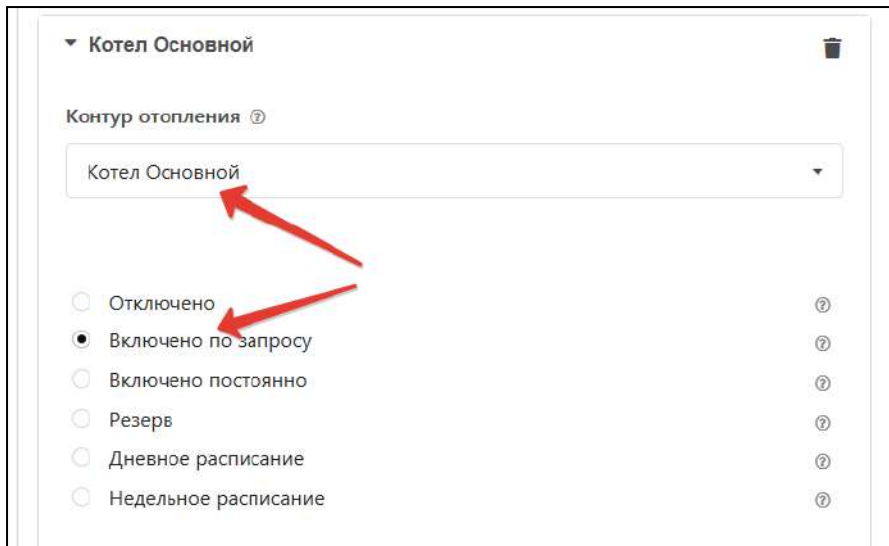 Котел Основной
Контур отопления
Котел Основной
Отключено
Включено по запросу
Включено постоянно
Резерв
Дневное расписание
Недельное расписание